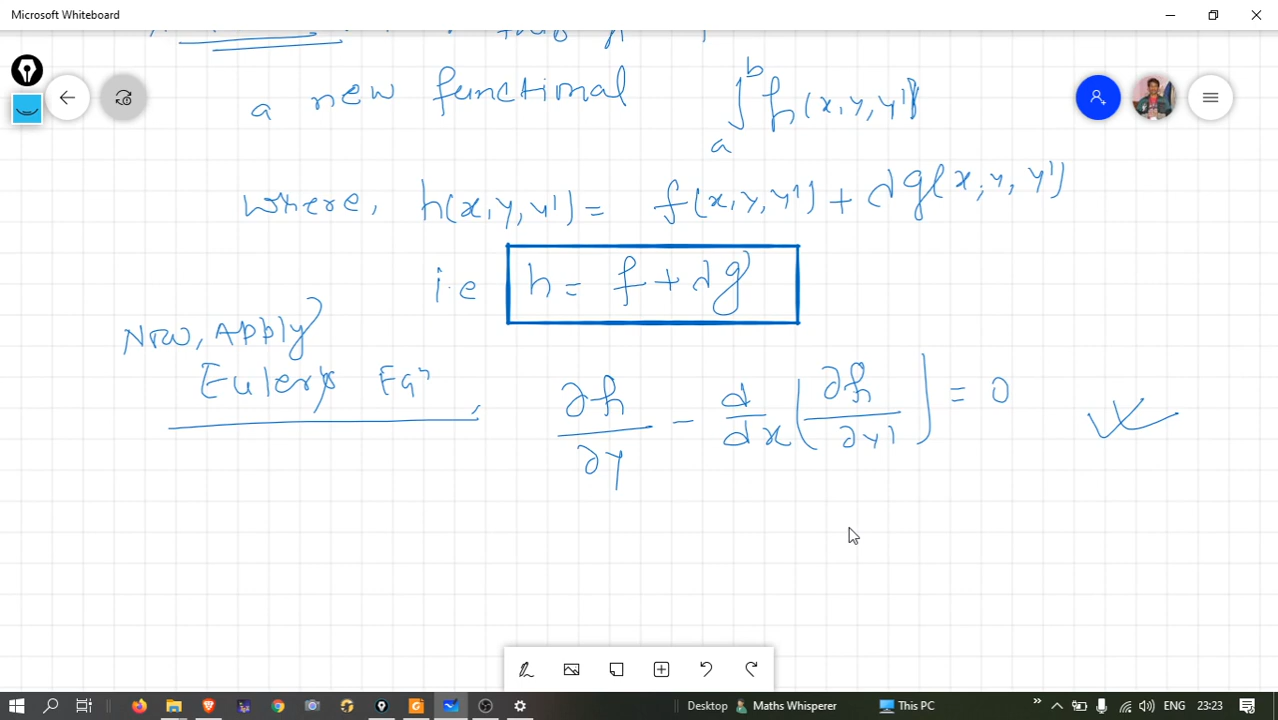 Microsoft Whiteboard
a new functional ∫ₐᵇ h(x, y, y')
where, h(x, y, y') = f(x, y, y') + λg(x, y, y')
i.e h = f + λg
Now, Apply
Euler's Eqⁿ
∂h/∂y - d/dx(∂h/∂y') = 0
Desktop Maths Whisperer This PC » ENG 23:23